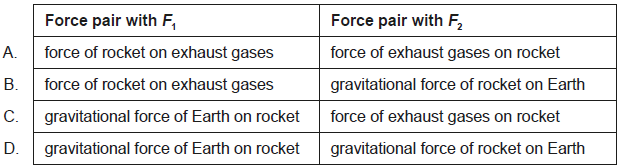 Force pair with F₁ Force pair with F₂
A. force of rocket on exhaust gases force of exhaust gases on rocket
B. force of rocket on exhaust gases gravitational force of rocket on Earth
C. gravitational force of Earth on rocket force of exhaust gases on rocket
D. gravitational force of Earth on rocket gravitational force of rocket on Earth